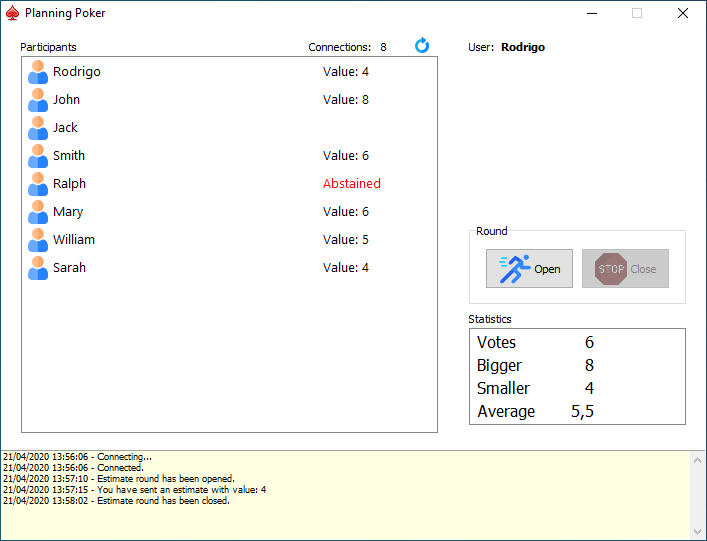 Planning Poker
Participants Connections: 8 User: Rodrigo
Rodrigo Value: 4
John Value: 8
Jack
Smith Value: 6
Ralph Abstained
Mary Value: 6
William Value: 5
Sarah Value: 4
Round
Open STOP Close
Statistics
Votes 6
Bigger 8
Smaller 4
Average 5,5
21/04/2020 13:56:06 - Connecting...
21/04/2020 13:56:06 - Connected.
21/04/2020 13:57:10 - Estimate round has been opened.
21/04/2020 13:57:15 - You have sent an estimate with value: 4
21/04/2020 13:58:02 - Estimate round has been closed.